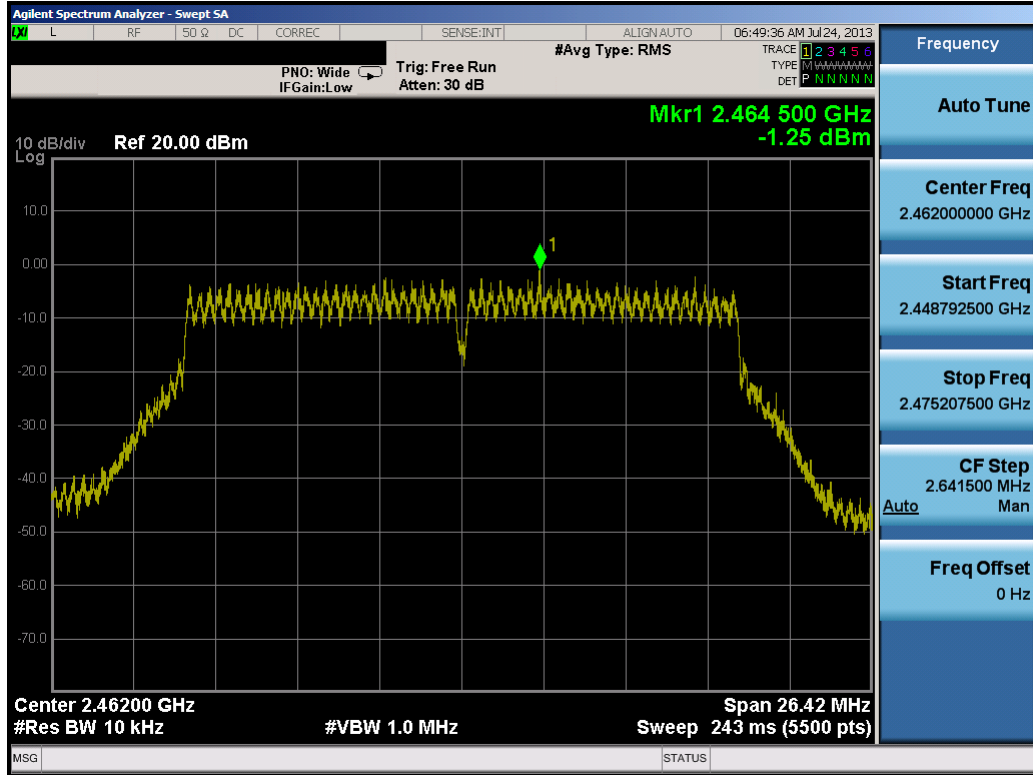 Agilent Spectrum Analyzer - Swept SA
LXI L RF 50 Ω DC CORREC SENSE:INT ALIGN AUTO 06:49:36 AM Jul 24, 2013
#Avg Type: RMS TRACE 1 2 3 4 5 6
PNO: Wide Trig: Free Run TYPE M WWWWW
IFGain:Low Atten: 30 dB DET P N N N N N
Mkr1 2.464 500 GHz
-1.25 dBm
10 dB/div Ref 20.00 dBm
Log
10.0
0.00
-10.0
-20.0
-30.0
-40.0
-50.0
-60.0
-70.0
1
Center 2.46200 GHz Span 26.42 MHz
#Res BW 10 kHz #VBW 1.0 MHz Sweep 243 ms (5500 pts)
MSG STATUS
Frequency
Auto Tune
Center Freq
2.462000000 GHz
Start Freq
2.448792500 GHz
Stop Freq
2.475207500 GHz
CF Step
2.641500 MHz
Auto Man
Freq Offset
0 Hz